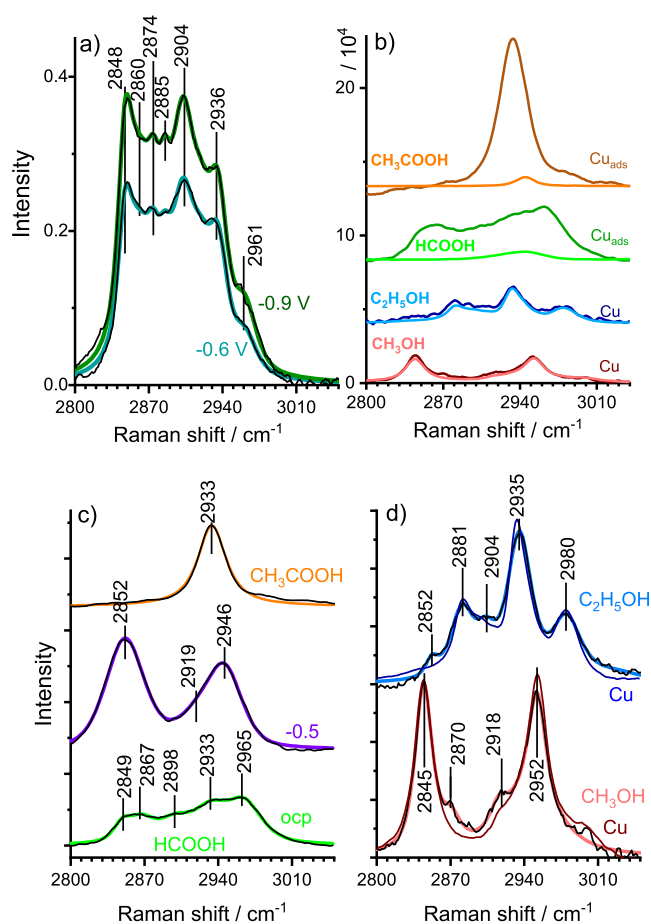 a)
2848
2860
2874
2885
2904
2936
2961
-0.9 V
-0.6 V
0.4
0.2
0.0
Intensity
2800 2870 2940 3010
Raman shift / cm-1
b)
/ 10⁴
20
10
0
CH₃COOH
Cuads
HCOOH
Cuads
C₂H₅OH
Cu
CH₃OH
Cu
2800 2870 2940 3010
Raman shift / cm-1
c)
2933
CH₃COOH
2852
2919
2946
-0.5
2849
2867
2898
2933
2965
ocp
HCOOH
Intensity
2800 2870 2940 3010
Raman shift / cm-1
d)
2852
2881
2904
2935
2980
C₂H₅OH
Cu
2845
2870
2918
2952
CH₃OH
Cu
2800 2870 2940 3010
Raman shift / cm-1